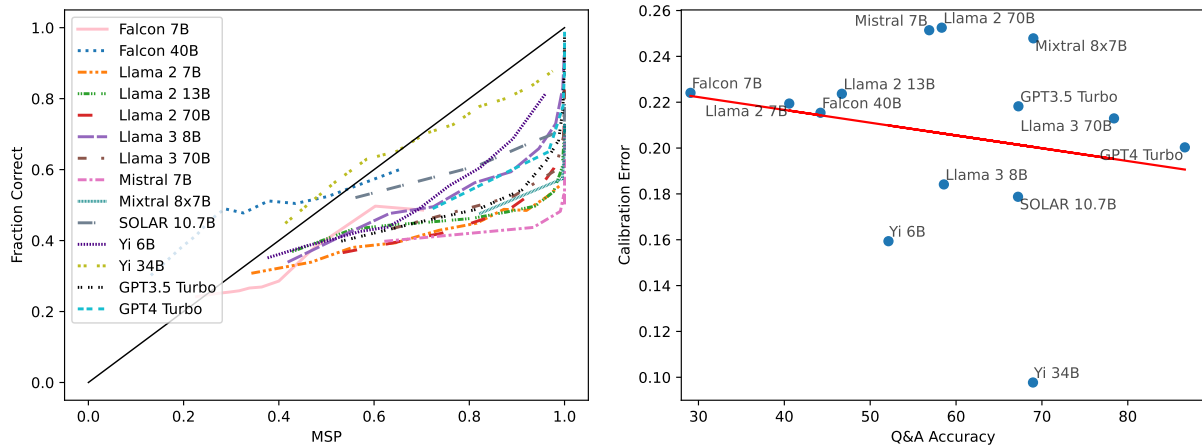 1.0
0.8
0.6
0.4
0.2
0.0
Fraction Correct
Falcon 7B
Falcon 40B
Llama 2 7B
Llama 2 13B
Llama 2 70B
Llama 3 8B
Llama 3 70B
Mistral 7B
Mixtral 8x7B
SOLAR 10.7B
Yi 6B
Yi 34B
GPT3.5 Turbo
GPT4 Turbo
0.0 0.2 0.4 0.6 0.8 1.0
MSP
0.26
0.24
0.22
0.20
0.18
0.16
0.14
0.12
0.10
Calibration Error
Mistral 7B
Llama 2 70B
Mixtral 8x7B
Falcon 7B
Llama 2 13B
Llama 2 7B
Falcon 40B
GPT3.5 Turbo
Llama 3 70B
GPT4 Turbo
Llama 3 8B
SOLAR 10.7B
Yi 6B
Yi 34B
30 40 50 60 70 80
Q&A Accuracy